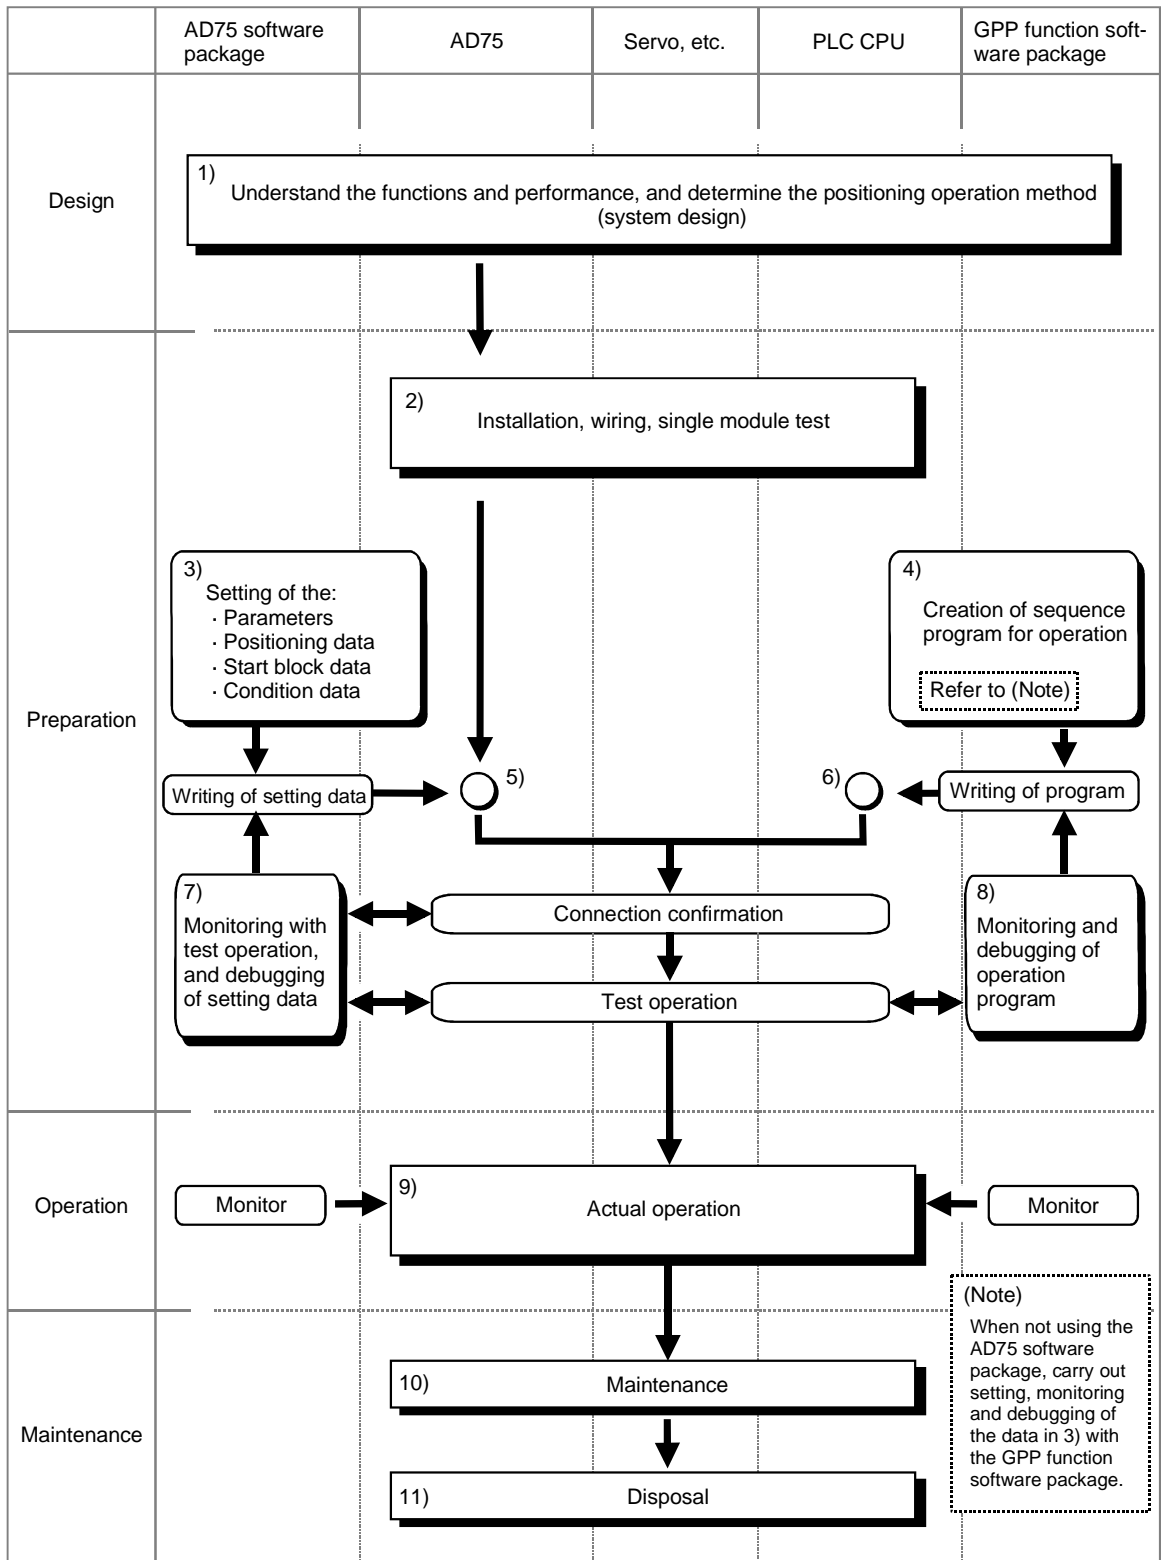 AD75 software
package
AD75
Servo, etc.
PLC CPU
GPP function soft-
ware package
Design
1)
Understand the functions and performance, and determine the positioning operation method
(system design)
Preparation
2)
Installation, wiring, single module test
3)
Setting of the:
· Parameters
· Positioning data
· Start block data
· Condition data
4)
Creation of sequence
program for operation
Refer to (Note)
Writing of setting data
5)
6)
Writing of program
7)
Monitoring with
test operation,
and debugging
of setting data
Connection confirmation
Test operation
8)
Monitoring and
debugging of
operation
program
Operation
Monitor
9)
Actual operation
Monitor
Maintenance
10)
Maintenance
11)
Disposal
(Note)
When not using the
AD75 software
package, carry out
setting, monitoring
and debugging of
the data in 3) with
the GPP function
software package.